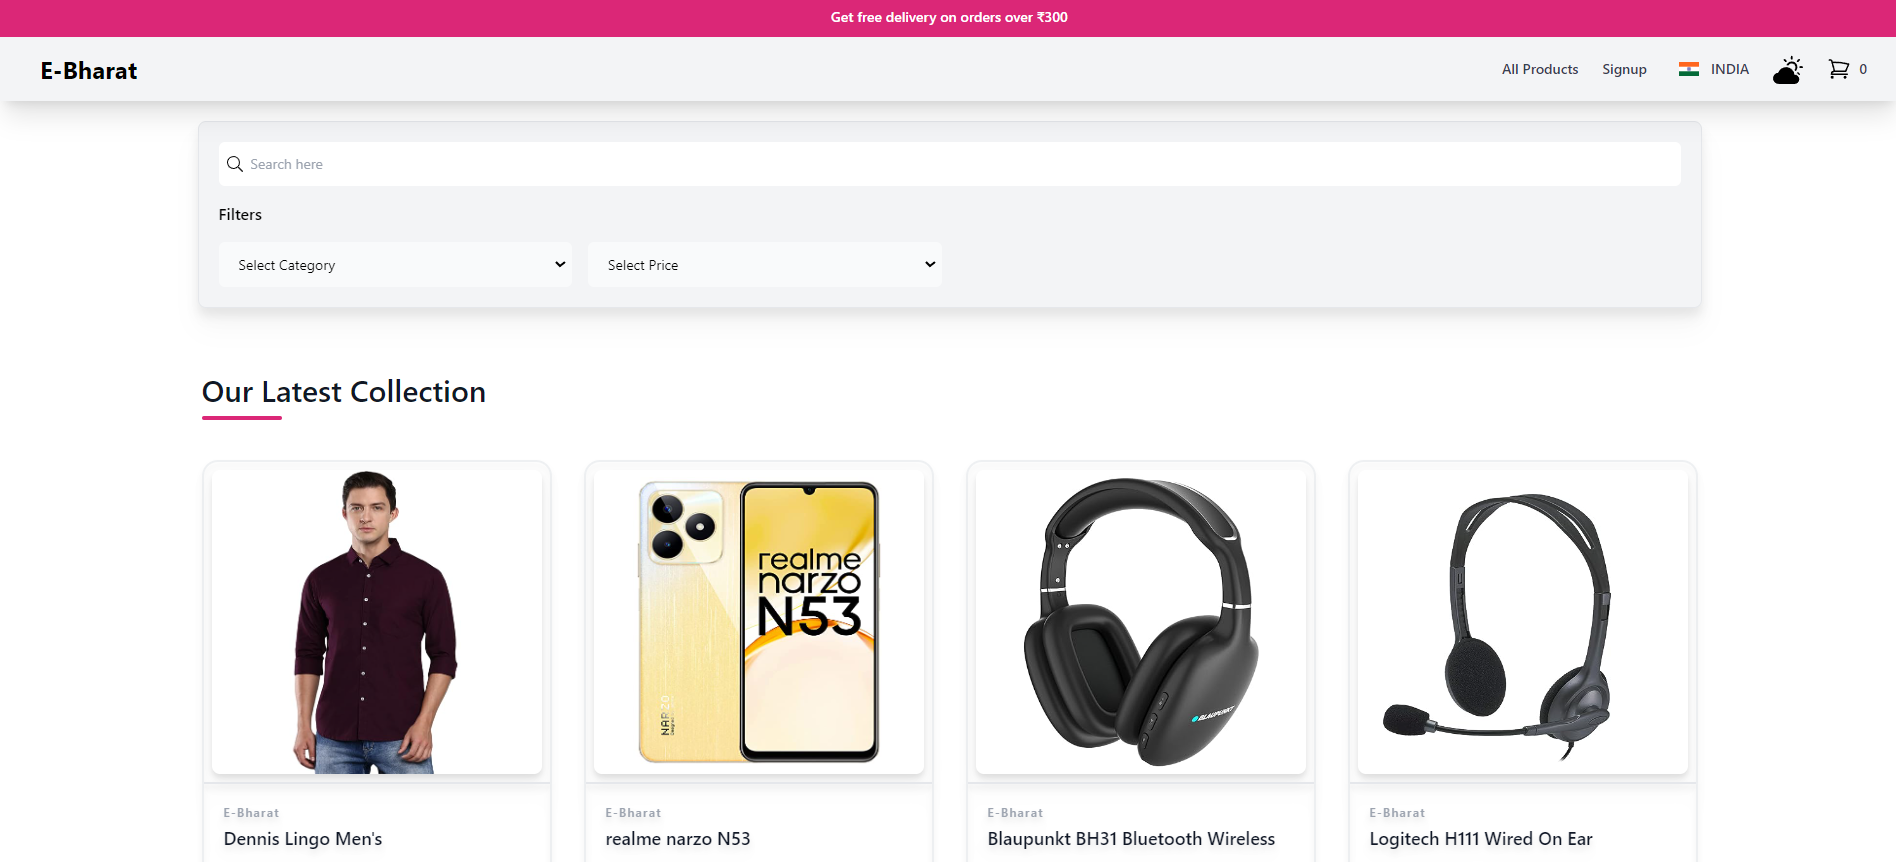 Get free delivery on orders over ₹300
E-Bharat
All Products
Signup
INDIA
0
Search here
Filters
Select Category
Select Price
Our Latest Collection
realme
narzo
N53
NARZO
BLAUPUNKT
E-Bharat
Dennis Lingo Men's
E-Bharat
realme narzo N53
E-Bharat
Blaupunkt BH31 Bluetooth Wireless
E-Bharat
Logitech H111 Wired On Ear